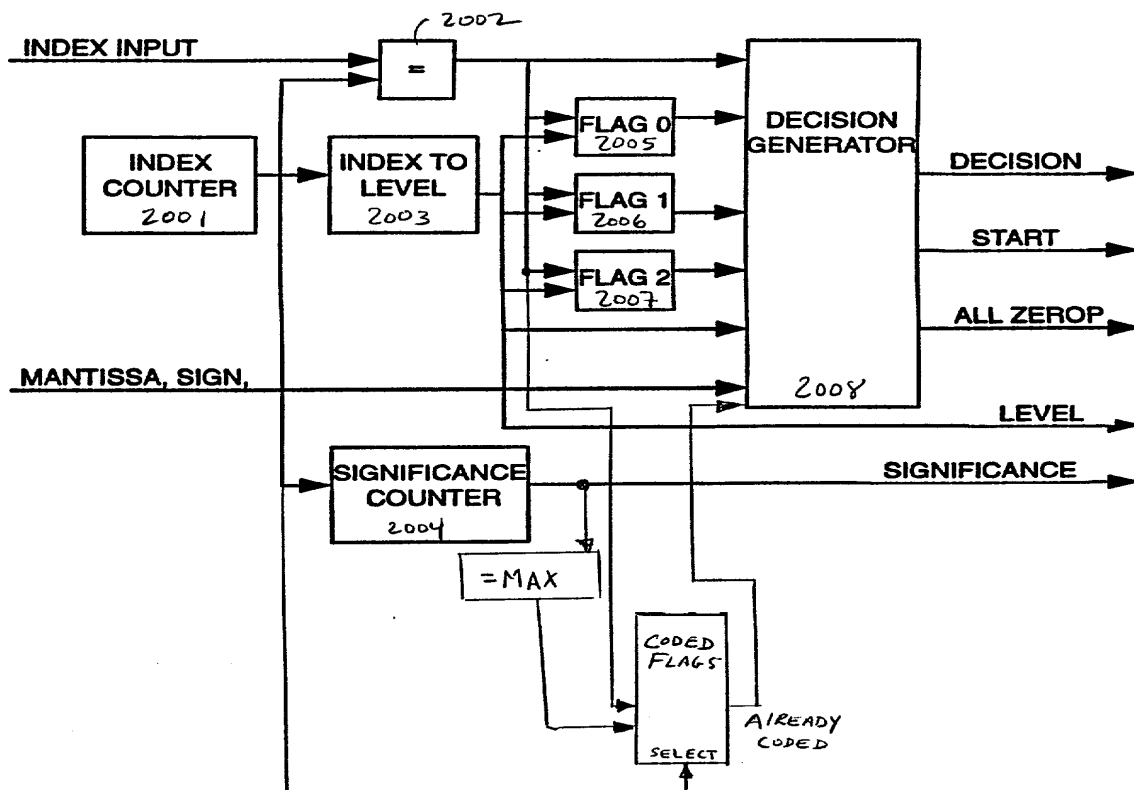 2002
INDEX INPUT
=
FLAG 0
2005
DECISION
GENERATOR
INDEX
COUNTER
2001
INDEX TO
LEVEL
2003
DECISION
FLAG 1
2006
START
FLAG 2
2007
ALL ZEROP
MANTISSA, SIGN,
2008
LEVEL
SIGNIFICANCE
COUNTER
2004
SIGNIFICANCE
=MAX
CODED
FLAGS
AlREADY
CODED
SELECT